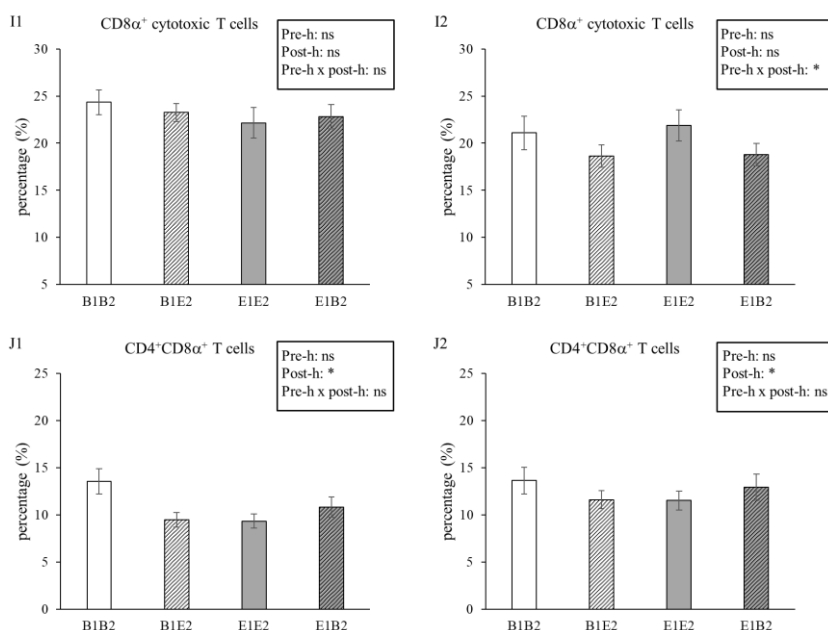 I1
CD8α⁺ cytotoxic T cells
Pre-h: ns
Post-h: ns
Pre-h x post-h: ns
percentage (%)
30
25
20
15
10
5
B1B2 B1E2 E1E2 E1B2
I2
CD8α⁺ cytotoxic T cells
Pre-h: ns
Post-h: ns
Pre-h x post-h: *
percentage (%)
30
25
20
15
10
5
B1B2 B1E2 E1E2 E1B2
J1
CD4⁺CD8α⁺ T cells
Pre-h: ns
Post-h: *
Pre-h x post-h: ns
percentage (%)
25
20
15
10
5
0
B1B2 B1E2 E1E2 E1B2
J2
CD4⁺CD8α⁺ T cells
Pre-h: ns
Post-h: *
Pre-h x post-h: ns
percentage (%)
25
20
15
10
5
0
B1B2 B1E2 E1E2 E1B2